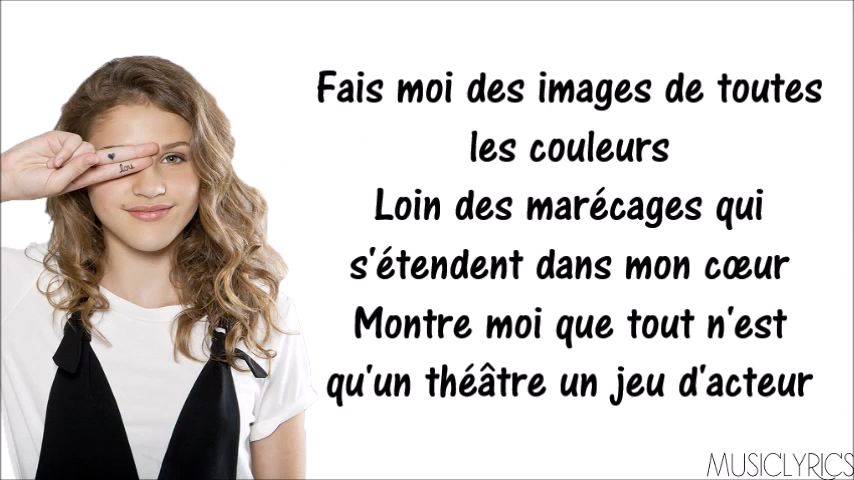 Fais moi des images de toutes
les couleurs
Loin des marécages qui
s'étendent dans mon cœur
Montre moi que tout n'est
qu'un théâtre un jeu d'acteur
lou
MUSICLYRICS